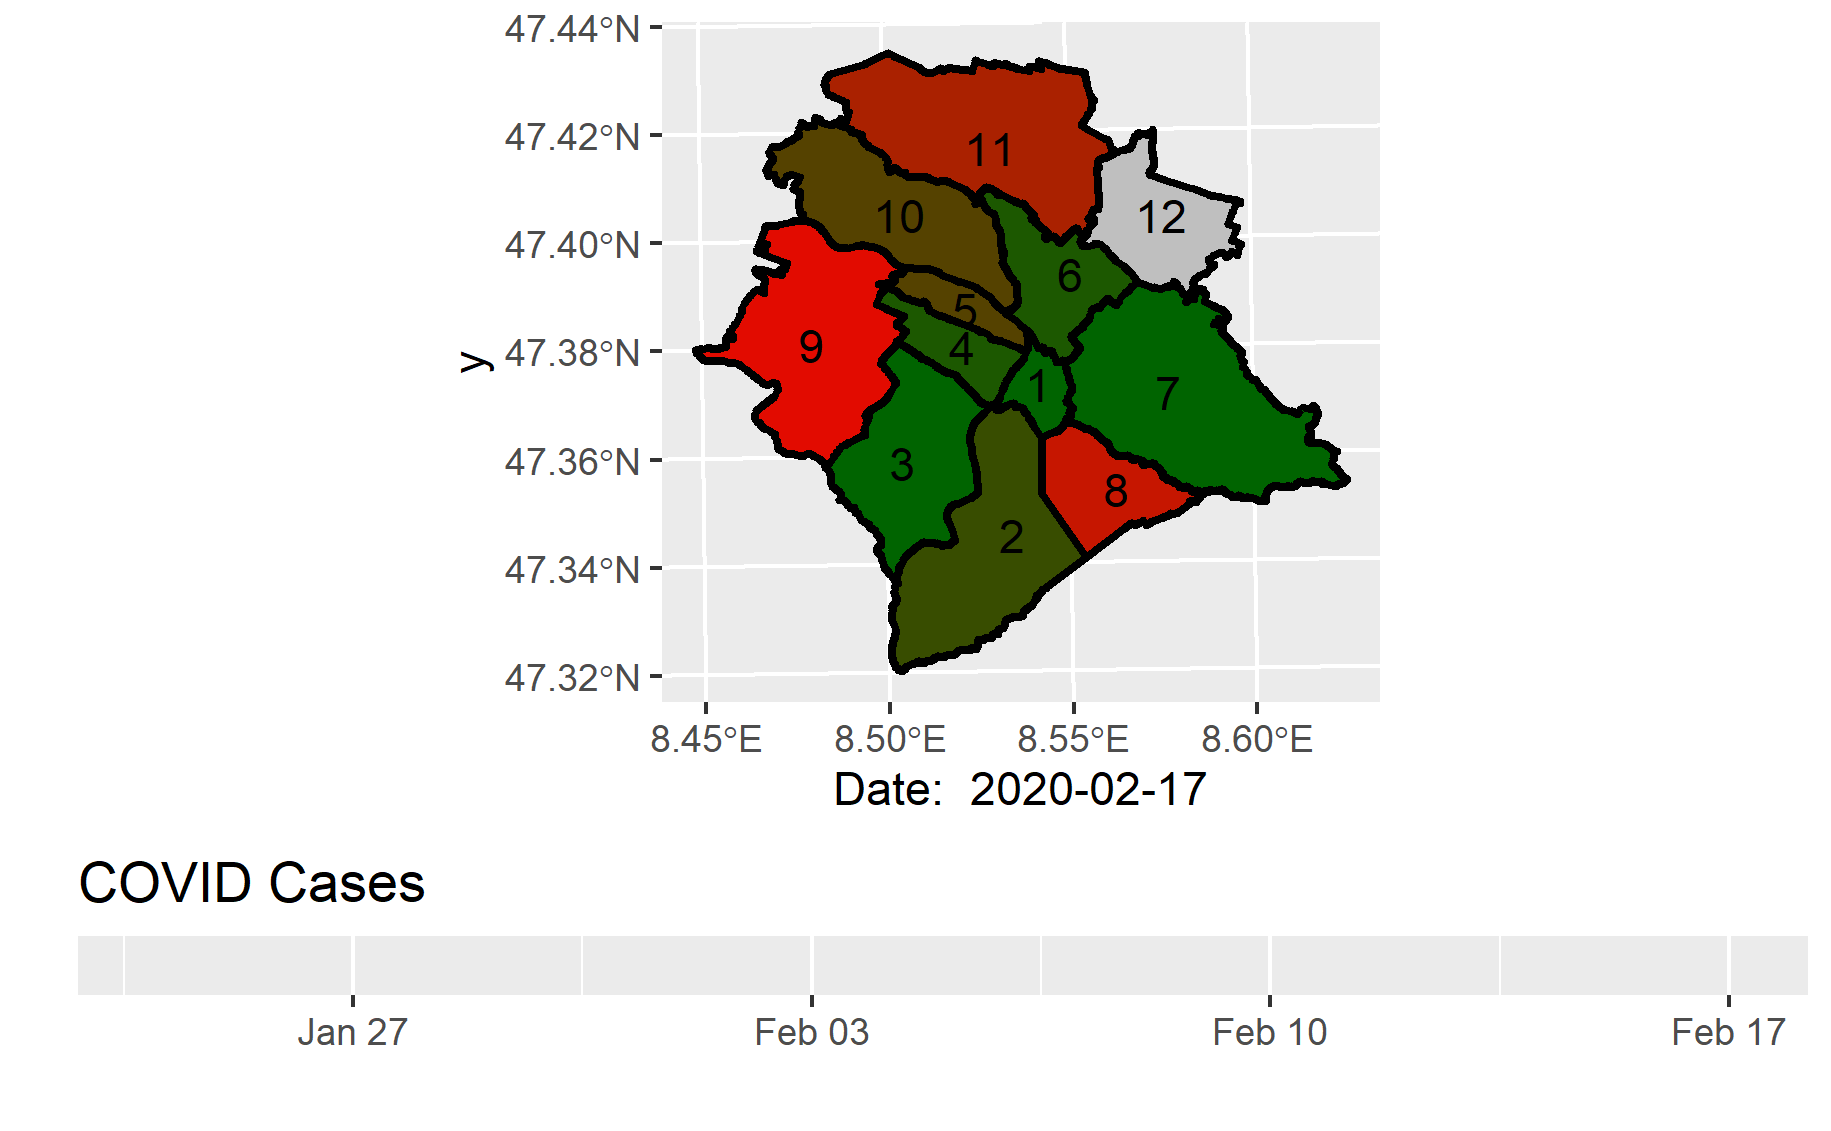 47.44°N
47.42°N
47.40°N
47.38°N
47.36°N
47.34°N
47.32°N
y
11
12
10
6
5
9
4
1
7
3
8
2
8.45°E 8.50°E 8.55°E 8.60°E
Date:  2020-02-17
COVID Cases
Jan 27 Feb 03 Feb 10 Feb 17